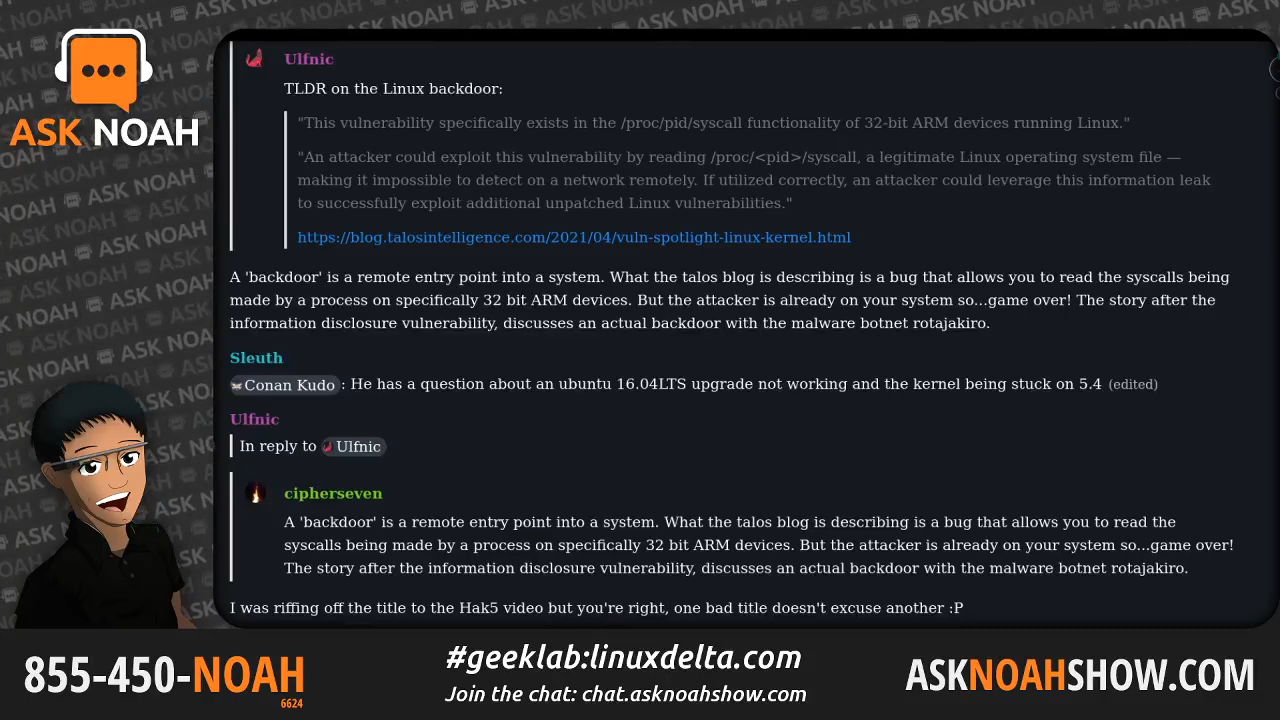 ASK NOAH
Ulfnic
TLDR on the Linux backdoor:
"This vulnerability specifically exists in the /proc/pid/syscall functionality of 32-bit ARM devices running Linux."
"An attacker could exploit this vulnerability by reading /proc/<pid>/syscall, a legitimate Linux operating system file —
making it impossible to detect on a network remotely. If utilized correctly, an attacker could leverage this information leak
to successfully exploit additional unpatched Linux vulnerabilities."
https://blog.talosintelligence.com/2021/04/vuln-spotlight-linux-kernel.html
A 'backdoor' is a remote entry point into a system. What the talos blog is describing is a bug that allows you to read the syscalls being
made by a process on specifically 32 bit ARM devices. But the attacker is already on your system so...game over! The story after the
information disclosure vulnerability, discusses an actual backdoor with the malware botnet rotajakiro.
Sleuth
Conan Kudo: He has a question about an ubuntu 16.04LTS upgrade not working and the kernel being stuck on 5.4 (edited)
Ulfnic
In reply to Ulfnic
cipherseven
A 'backdoor' is a remote entry point into a system. What the talos blog is describing is a bug that allows you to read the
syscalls being made by a process on specifically 32 bit ARM devices. But the attacker is already on your system so...game over!
The story after the information disclosure vulnerability, discusses an actual backdoor with the malware botnet rotajakiro.
I was riffing off the title to the Hak5 video but you're right, one bad title doesn't excuse another :P
855-450-NOAH
6624
#geeklab:linuxdelta.com
Join the chat: chat.asknoahshow.com
ASKNOAHSHOW.COM